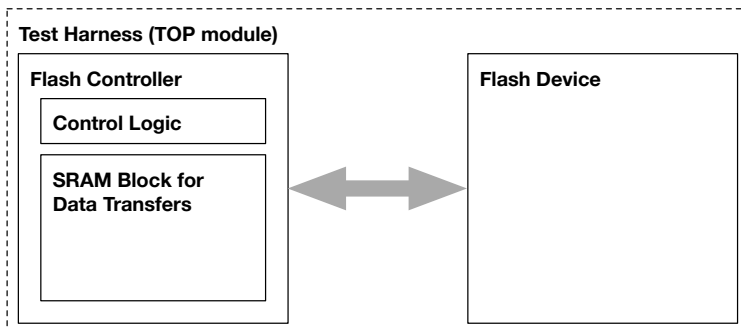 Test Harness (TOP module)
Flash Controller
Control Logic
SRAM Block for
Data Transfers
Flash Device